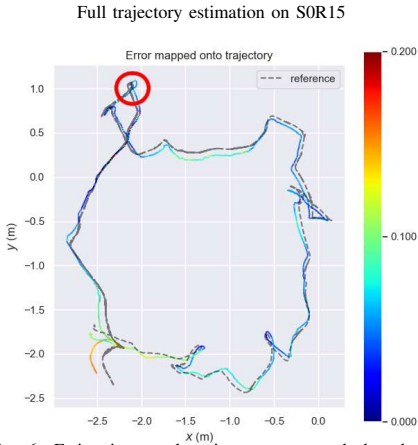 Full trajectory estimation on S0R15
Error mapped onto trajectory
reference
0.200
0.100
0.000
1.0
0.5
0.0
−0.5
−1.0
−1.5
−2.0
−2.5
y (m)
−2.5 −2.0 −1.5 −1.0 −0.5 0.0
x (m)